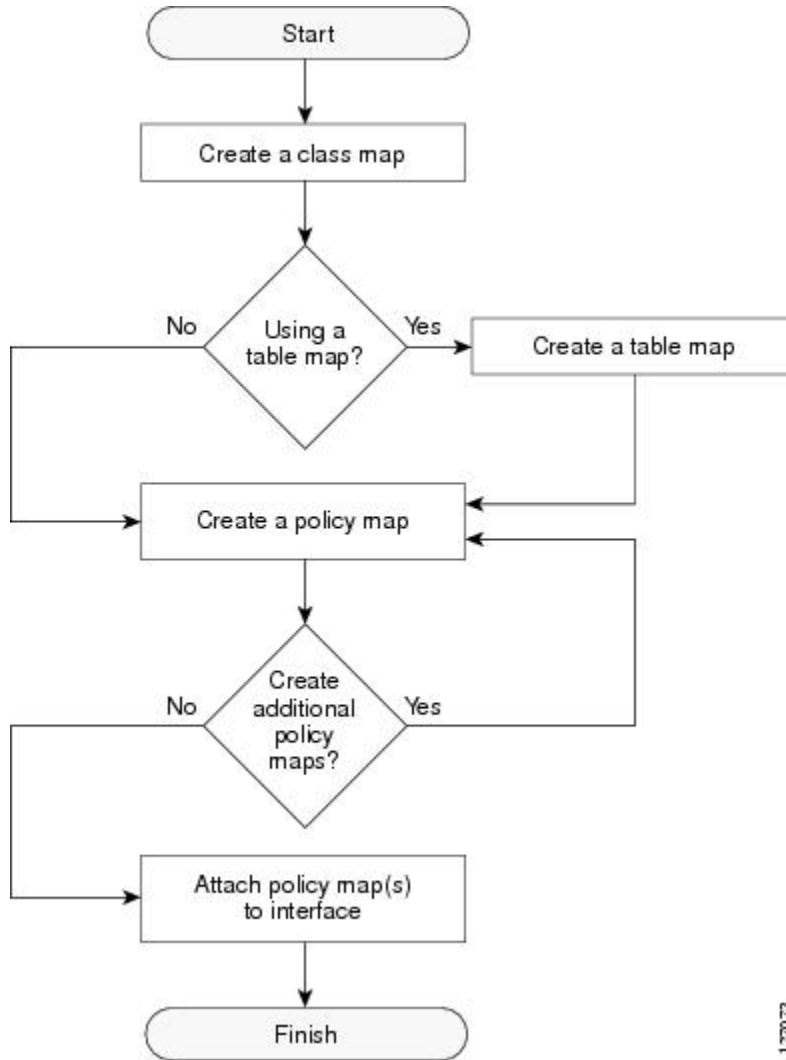 Start
Create a class map
No
Using a
table map?
Yes
Create a table map
Create a policy map
No
Create
additional
policy
maps?
Yes
Attach policy map(s)
to interface
Finish
127073